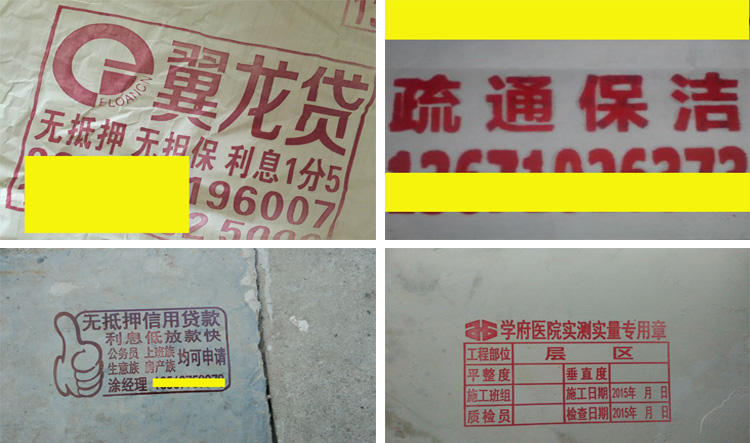 ELOANCN
翼龙贷
无抵押 无担保 利息1分5
196007
疏通保洁
无抵押信用贷款
利息低放款快
公务员 上班族
生意族 房产族
均可申请
涂经理
学府医院实测实量专用章
工程部位 层 区
平整度 垂直度
施工班组 施工日期 2015年 月 日
质检员 检查日期 2015年 月 日